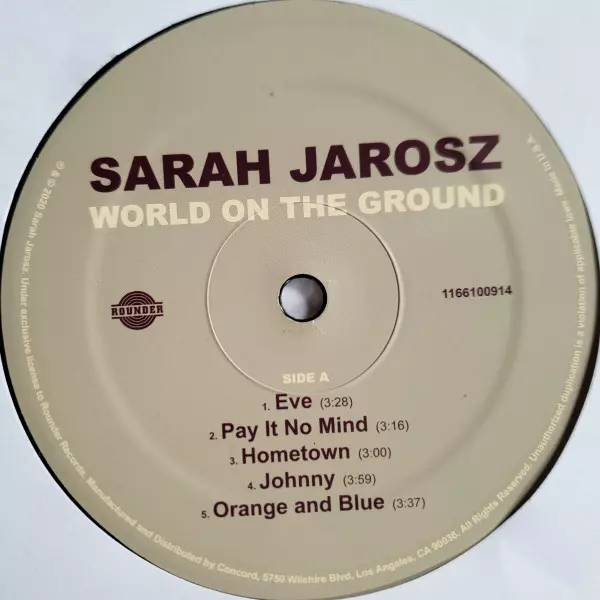 SARAH JAROSZ
WORLD ON THE GROUND
ROUNDER
1166100914
SIDE A
1. Eve (3:28)
2. Pay It No Mind (3:16)
3. Hometown (3:00)
4. Johnny (3:59)
5. Orange and Blue (3:37)
℗ & © 2020 Sarah Jarosz. Under exclusive license to Rounder Records. Manufactured and Distributed by Concord, 5750 Wilshire Blvd, Los Angeles, CA 90036. All Rights Reserved. Unauthorized duplication is a violation of applicable laws. Made in U.S.A.